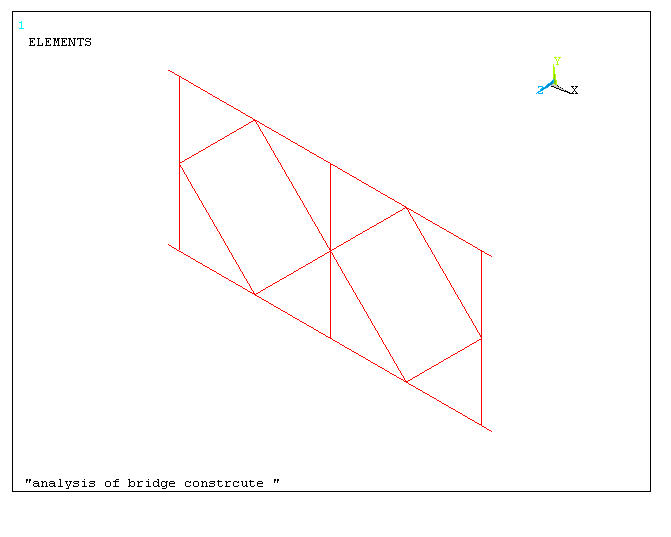 1
ELEMENTS
Y
Z
X
"analysis of bridge constrcute "